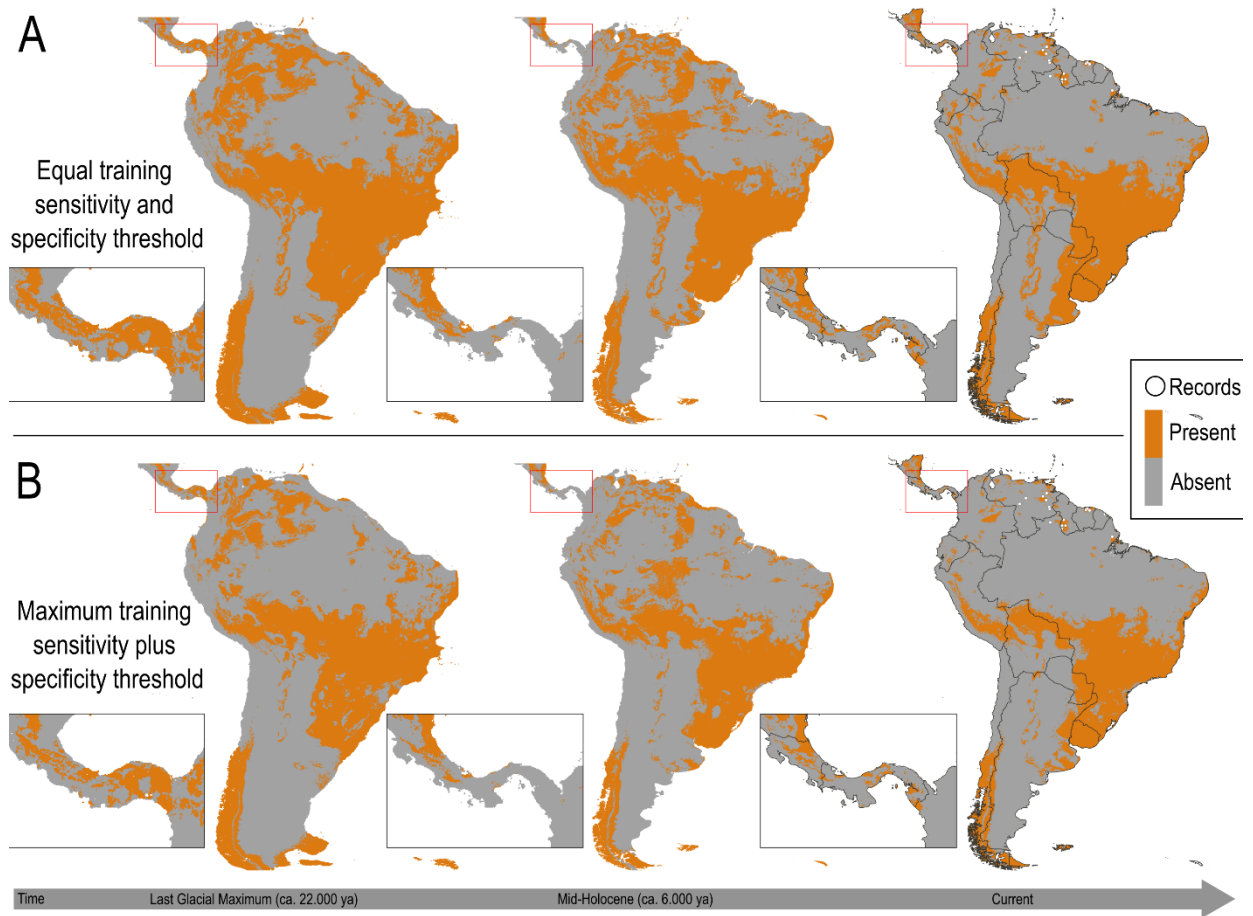 A
Equal training
sensitivity and
specificity threshold
Records
Present
Absent
B
Maximum training
sensitivity plus
specificity threshold
Time
Last Glacial Maximum (ca. 22.000 ya)
Mid-Holocene (ca. 6.000 ya)
Current